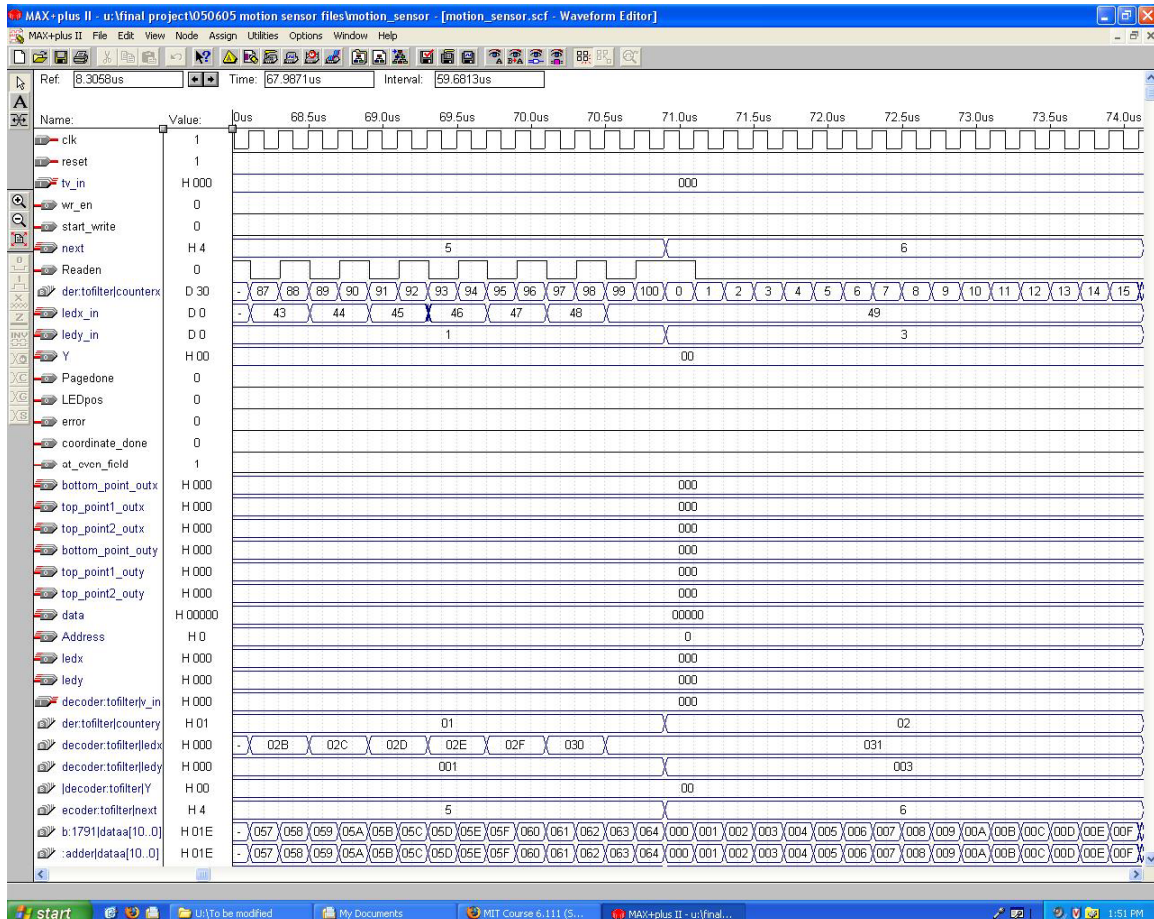 MAX+plus II - u:\final project\050605 motion sensor files\motion_sensor - [motion_sensor.scf - Waveform Editor]
MAX+plus II File Edit View Node Assign Utilities Options Window Help
Ref: 8.3058us Time: 67.9871us Interval: 59.6813us
Name: Value: 0us 68.5us 69.0us 69.5us 70.0us 70.5us 71.0us 71.5us 72.0us 72.5us 73.0us 73.5us 74.0us
clk 1
reset 1
tv_in H 000 000
wr_en 0
start_write 0
next H 4 5 6
Readen 0
der:tofilter|counterx D 30 - 87 88 89 90 91 92 93 94 95 96 97 98 99 100 0 1 2 3 4 5 6 7 8 9 10 11 12 13 14 15
ledx_in D 0 - 43 44 45 46 47 48 49
ledy_in D 0 1 3
Y H 00 00
Pagedone 0
LEDpos 0
error 0
coordinate_done 0
at_even_field 1
bottom_point_outx H 000 000
top_point1_outx H 000 000
top_point2_outx H 000 000
bottom_point_outy H 000 000
top_point1_outy H 000 000
top_point2_outy H 000 000
data H 00000 00000
Address H 0 0
ledx H 000 000
ledy H 000 000
decoder:tofilter|v_in H 000 000
der:tofilter|countery H 01 01 02
decoder:tofilter|ledx H 000 - 02B 02C 02D 02E 02F 030 031
decoder:tofilter|ledy H 000 001 003
|decoder:tofilter|Y H 00 00
ecoder:tofilter|next H 4 5 6
b:1791|dataa[10..0] H 01E - 057 058 059 05A 05B 05C 05D 05E 05F 060 061 062 063 064 000 001 002 003 004 005 006 007 008 009 00A 00B 00C 00D 00E 00F
:adder|dataa[10..0] H 01E - 057 058 059 05A 05B 05C 05D 05E 05F 060 061 062 063 064 000 001 002 003 004 005 006 007 008 009 00A 00B 00C 00D 00E 00F
start U:\To be modified My Documents MIT Course 6.111 (S... MAX+plus II - u:\final... 1:51 PM